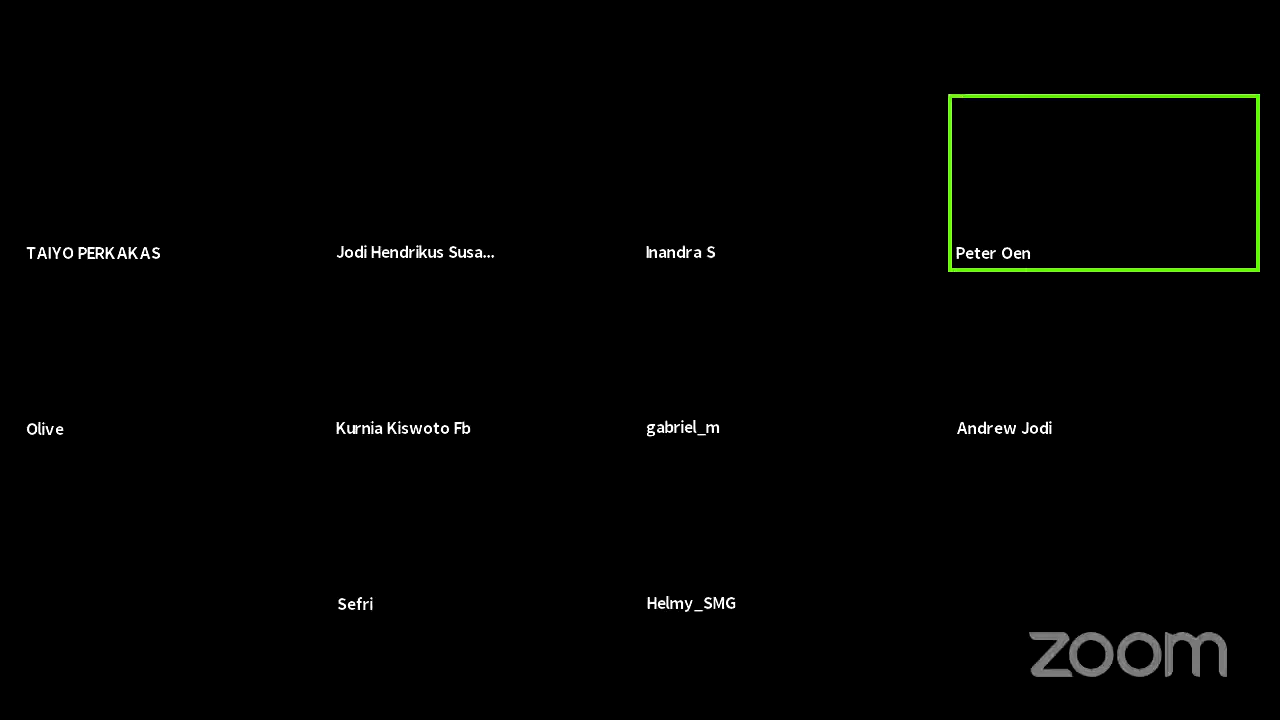 TAIYO PERKAKAS
Jodi Hendrikus Susa...
Inandra S
Peter Oen
Olive
Kurnia Kiswoto Fb
gabriel_m
Andrew Jodi
Sefri
Helmy_SMG
zoom